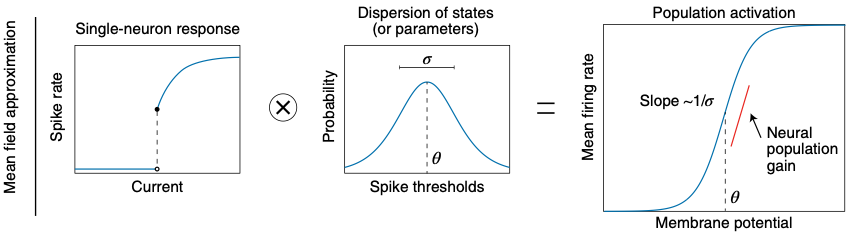 Mean field approximation
Single-neuron response
Spike rate
Current
⊗
Dispersion of states
(or parameters)
σ
Probability
θ
Spike thresholds
=
Population activation
Mean firing rate
Slope ~1/σ
Neural
population
gain
θ
Membrane potential